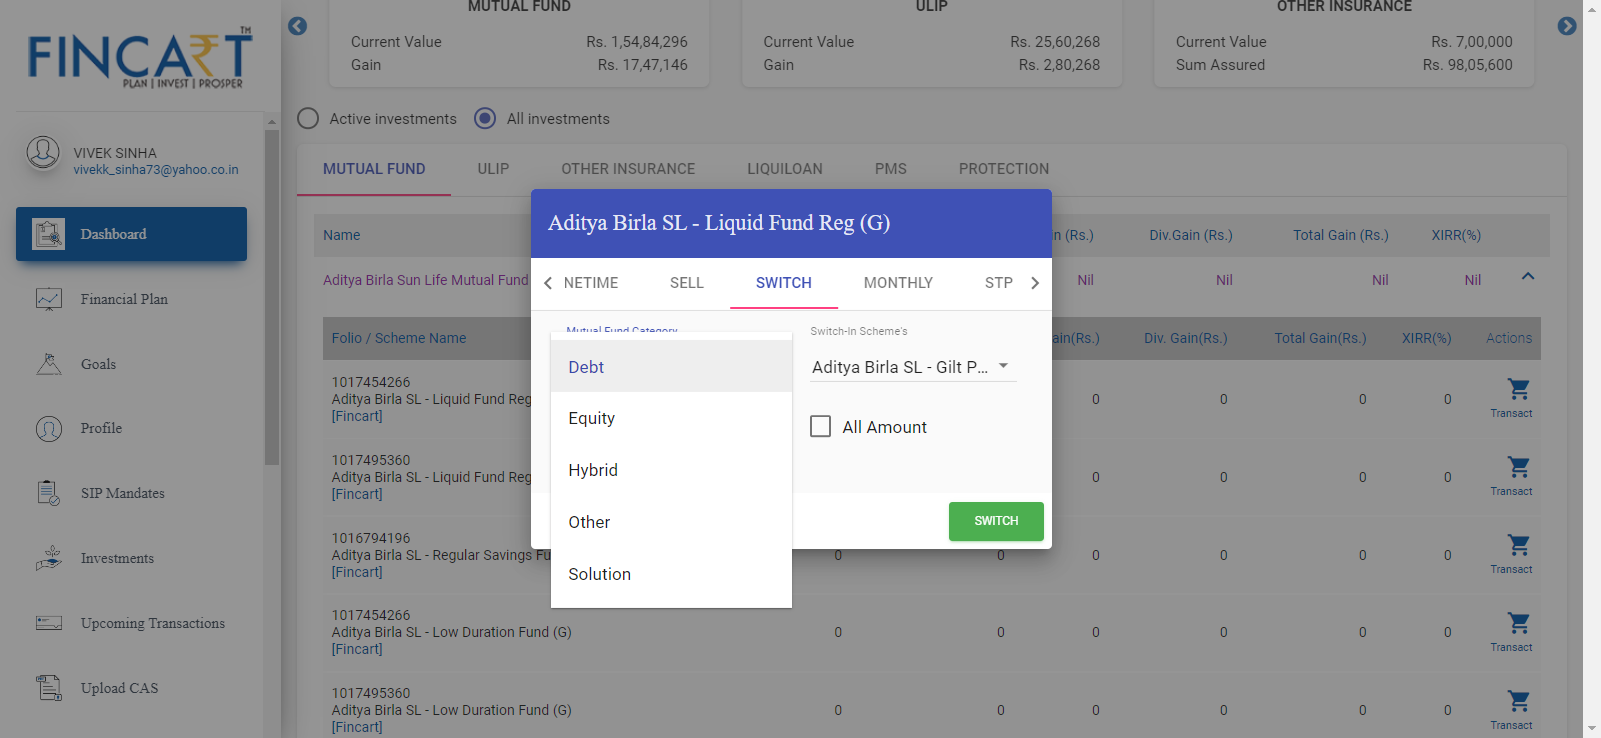 FINCART TM
PLAN | INVEST | PROSPER
VIVEK SINHA
vivekk_sinha73@yahoo.co.in
Dashboard
Financial Plan
Goals
Profile
SIP Mandates
Investments
Upcoming Transactions
Upload CAS
MUTUAL FUND
Current Value Rs. 1,54,84,296
Gain Rs. 17,47,146
ULIP
Current Value Rs. 25,60,268
Gain Rs. 2,80,268
OTHER INSURANCE
Current Value Rs. 7,00,000
Sum Assured Rs. 98,05,600
Active investments All investments
MUTUAL FUND ULIP OTHER INSURANCE LIQUILOAN PMS PROTECTION
Name (Rs.) Div.Gain (Rs.) Total Gain (Rs.) XIRR(%)
Aditya Birla Sun Life Mutual Fund Nil Nil Nil Nil
Folio / Scheme Name ain(Rs.) Div. Gain(Rs.) Total Gain(Rs.) XIRR(%) Actions
1017454266
Aditya Birla SL - Liquid Fund Reg 0 0 0 0
[Fincart]
Transact
1017495360
Aditya Birla SL - Liquid Fund Reg 0 0 0 0
[Fincart]
Transact
1016794196
Aditya Birla SL - Regular Savings Fu 0 0 0 0 0 0
[Fincart]
Transact
1017454266
Aditya Birla SL - Low Duration Fund (G) 0 0 0 0 0 0
[Fincart]
Transact
1017495360
Aditya Birla SL - Low Duration Fund (G) 0 0 0 0 0 0
[Fincart]
Transact
Aditya Birla SL - Liquid Fund Reg (G)
NETIME SELL SWITCH MONTHLY STP
Mutual Fund Category
Debt
Equity
Hybrid
Other
Solution
Switch-In Scheme's
Aditya Birla SL - Gilt P...
All Amount
SWITCH